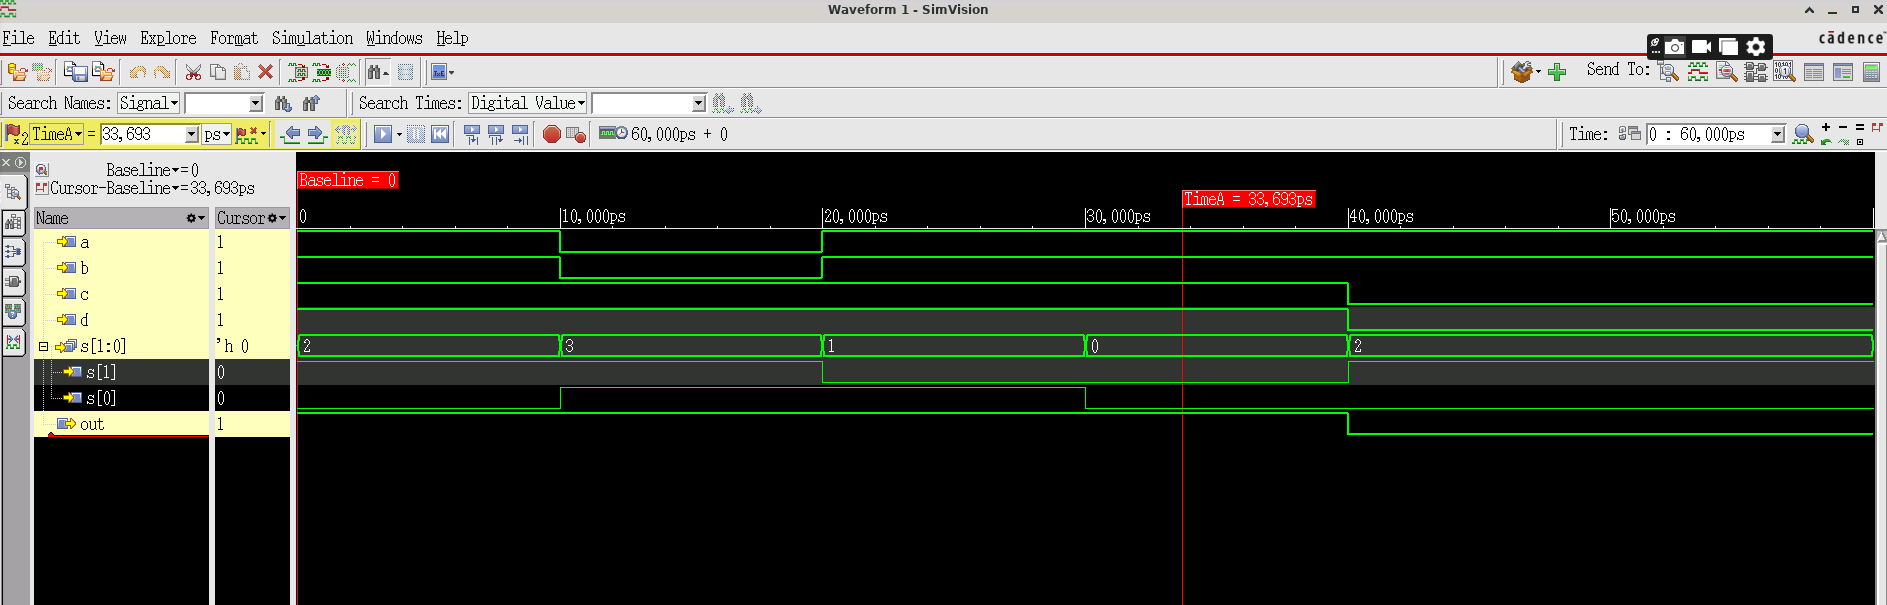 Waveform 1 - SimVision
File Edit View Explore Format Simulation Windows Help
cādence
Send To:
Search Names: Signal Search Times: Digital Value
TimeA = 33,693 ps 60,000ps + 0 Time: 0 : 60,000ps
Baseline = 0
Cursor-Baseline = 33,693ps
Baseline = 0
TimeA = 33,693ps
Name Cursor 0 10,000ps 20,000ps 30,000ps 40,000ps 50,000ps
a 1
b 1
c 1
d 1
s[1:0] 'h 0 2 3 1 0 2
s[1] 0
s[0] 0
out 1